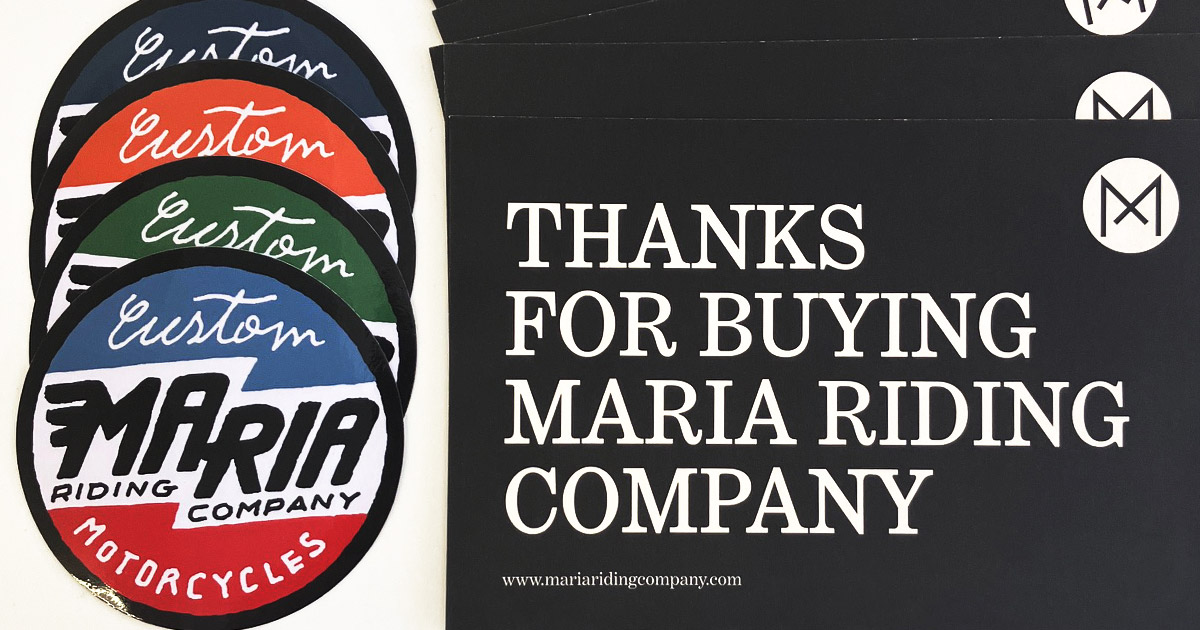 Custom
Custom
Custom
Custom
MARIA
RIDING COMPANY
MOTORCYCLES
M
M
M
THANKS
FOR BUYING
MARIA RIDING
COMPANY
www.mariaridingcompany.com